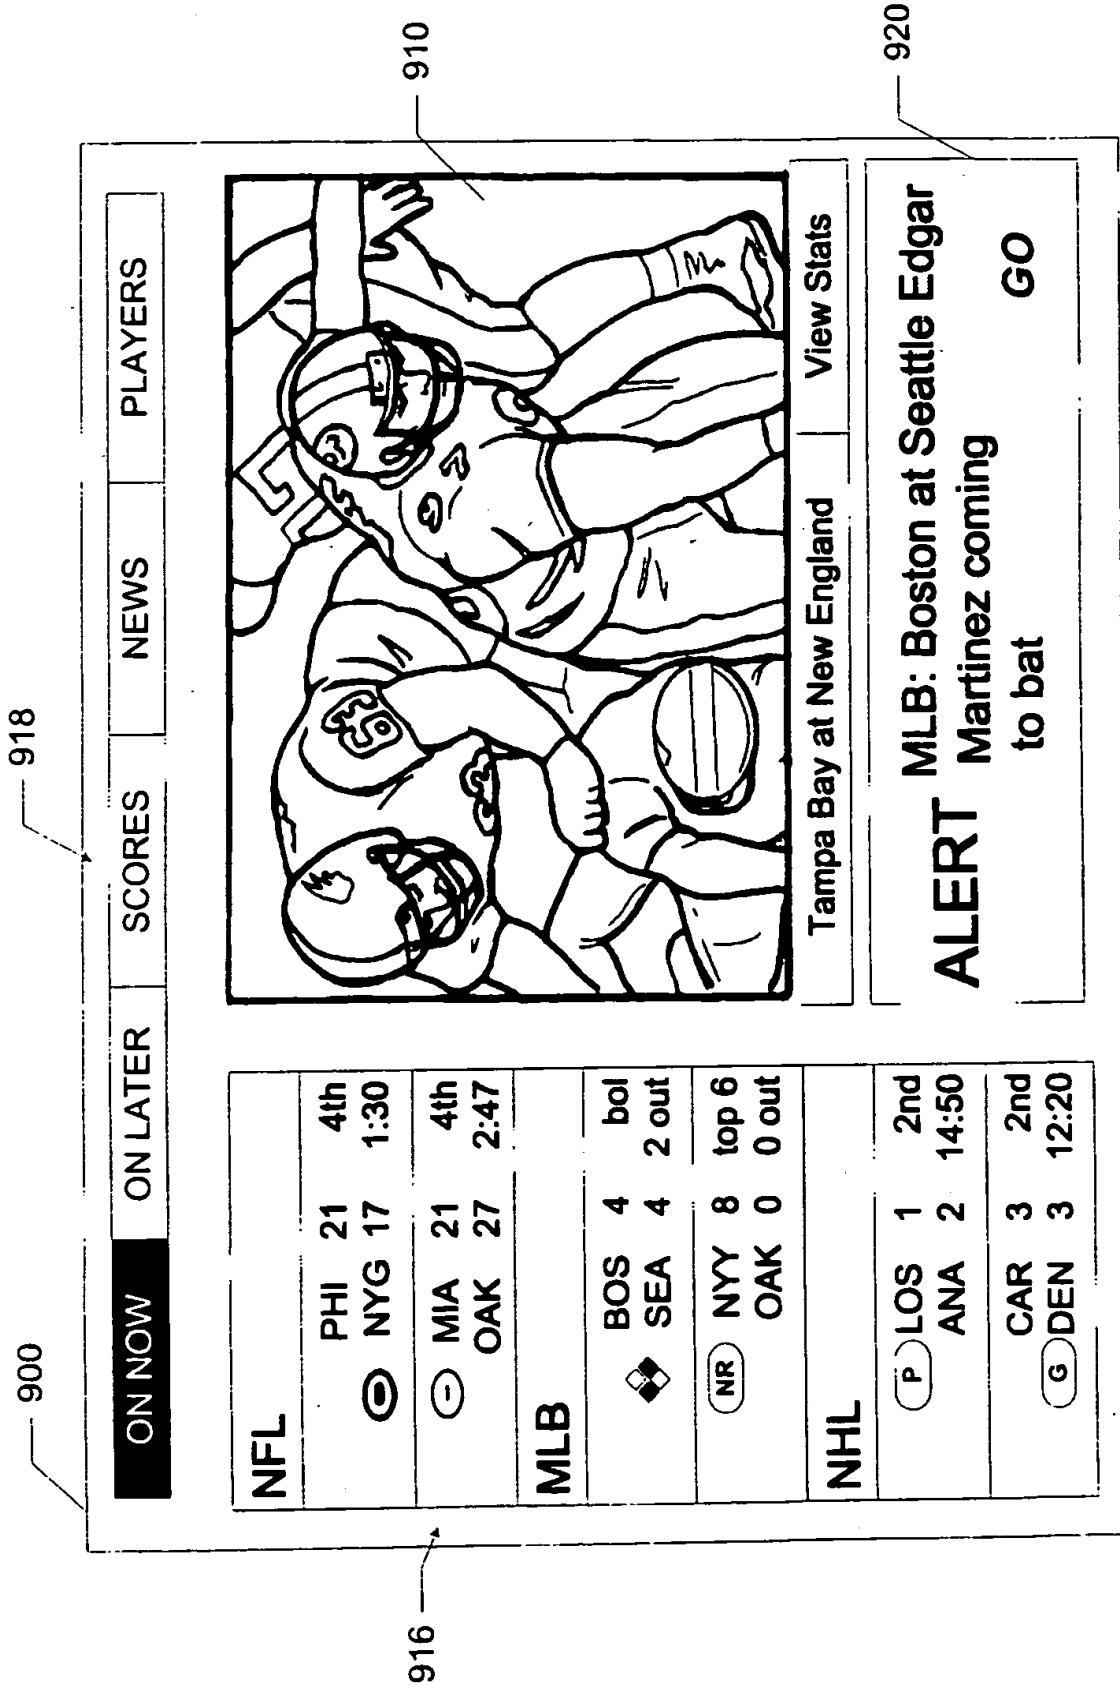 900
918
910
916
920
ON NOW ON LATER SCORES NEWS PLAYERS
NFL
PHI 21 4th
NYG 17 1:30
MIA 21 4th
OAK 27 2:47
MLB
BOS 4 bol
SEA 4 2 out
NR NYY 8 top 6
OAK 0 0 out
NHL
P LOS 1 2nd
ANA 2 14:50
CAR 3 2nd
G DEN 3 12:20
Tampa Bay at New England View Stats
ALERT MLB: Boston at Seattle Edgar
Martinez coming
to bat GO